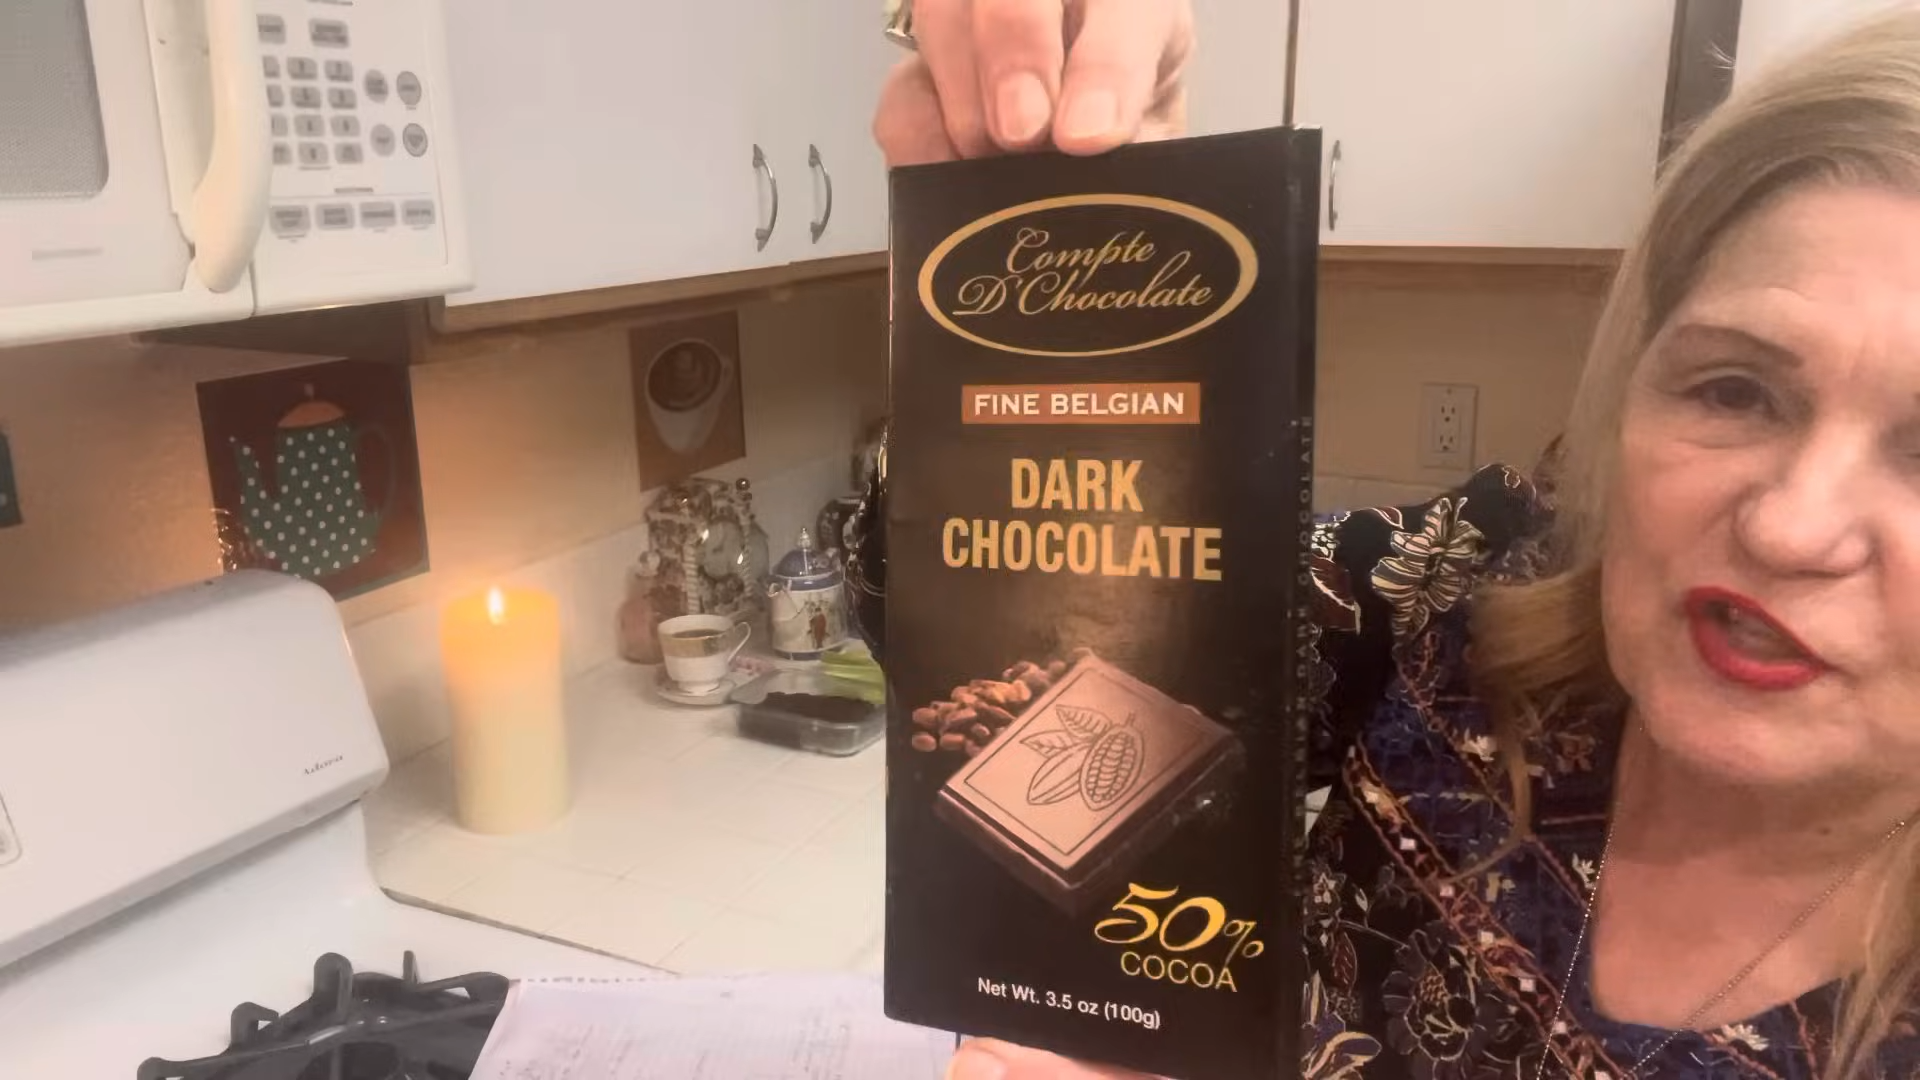 Compte
D'Chocolate
FINE BELGIAN
DARK
CHOCOLATE
50%
COCOA
Net Wt. 3.5 oz (100g)